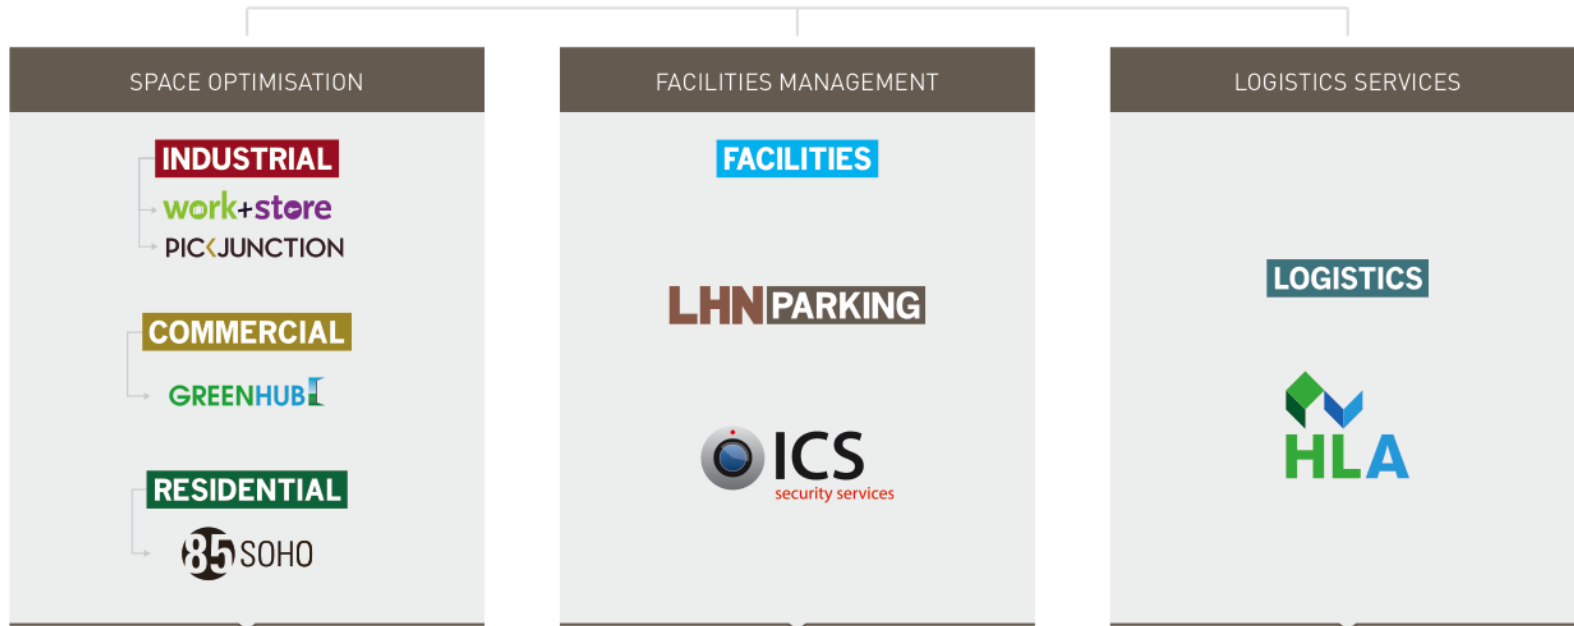 SPACE OPTIMISATION
INDUSTRIAL
work+store
PICKJUNCTION
COMMERCIAL
GREENHUB
RESIDENTIAL
85 SOHO
FACILITIES MANAGEMENT
FACILITIES
LHN PARKING
ICS
security services
LOGISTICS SERVICES
LOGISTICS
HLA